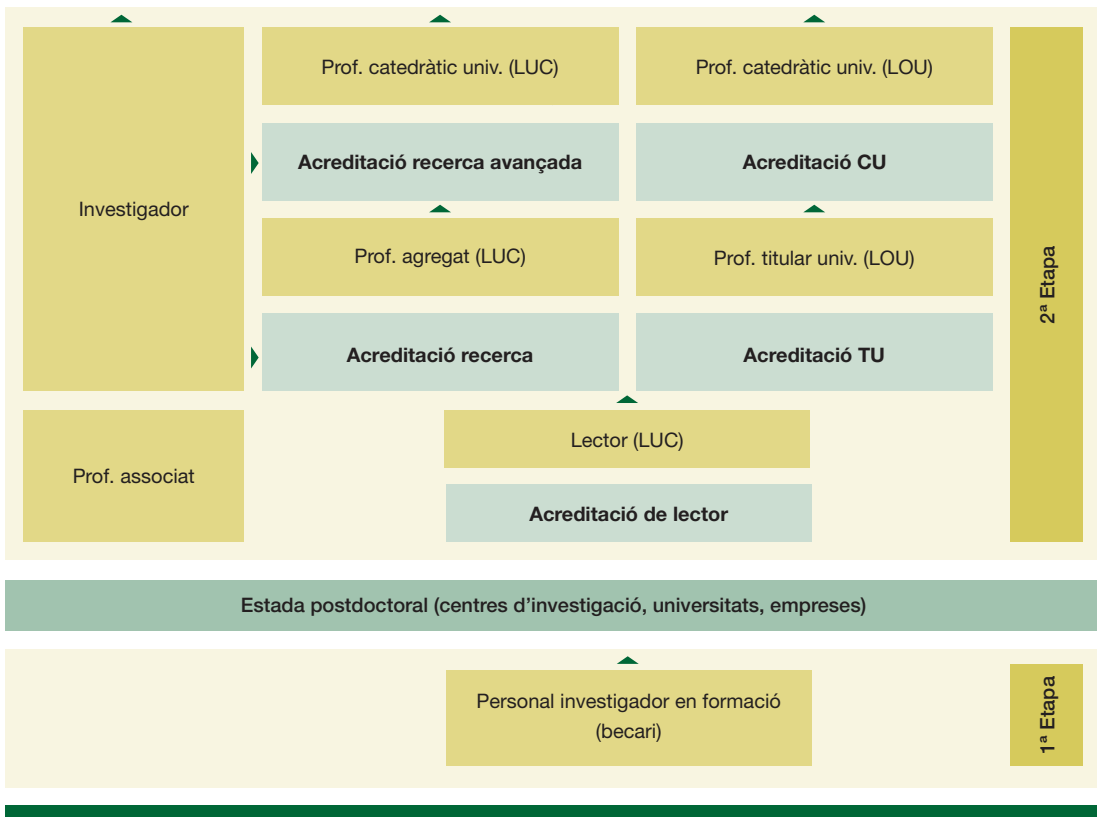 Prof. catedràtic univ. (LUC)
Prof. catedràtic univ. (LOU)
Acreditació recerca avançada
Acreditació CU
Investigador
Prof. agregat (LUC)
Prof. titular univ. (LOU)
2ª Etapa
Acreditació recerca
Acreditació TU
Lector (LUC)
Prof. associat
Acreditació de lector
Estada postdoctoral (centres d’investigació, universitats, empreses)
Personal investigador en formació
(becari)
1ª Etapa